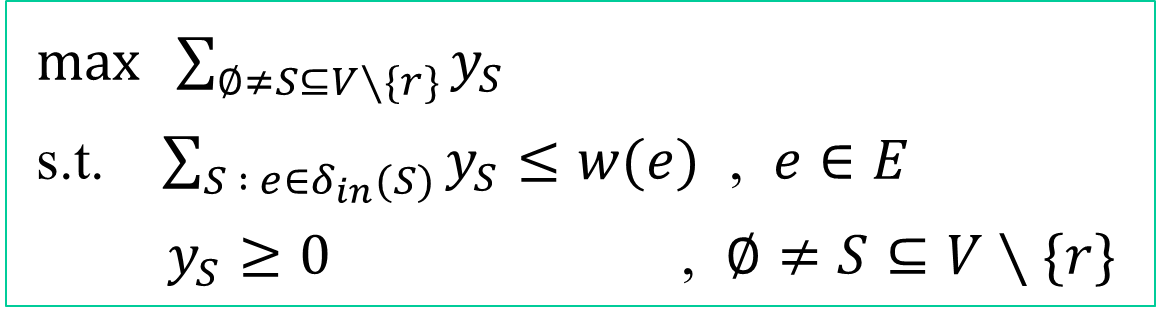 max ∑_{∅≠S⊆V∖{r}} y_S
s.t. ∑_{S : e∈δ_{in}(S)} y_S ≤ w(e) , e ∈ E
y_S ≥ 0 , ∅ ≠ S ⊆ V ∖ {r}